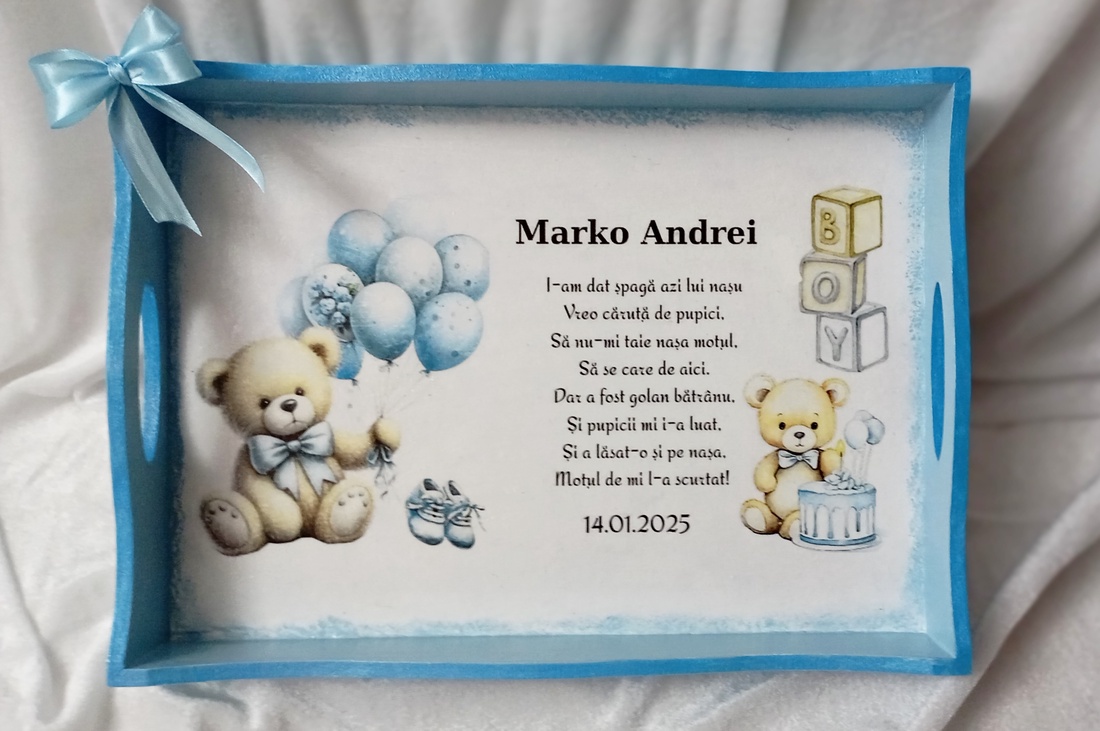 Marko Andrei
I-am dat șpagă azi lui nașu
Vreo căruță de pupici,
Să nu-mi taie nașa moțul,
Să se care de aici.
Dar a fost golan bătrânu,
Și pupicii mi i-a luat,
Și a lăsat-o și pe nașa,
Moțul de mi l-a scurtat!
14.01.2025
B
O
Y